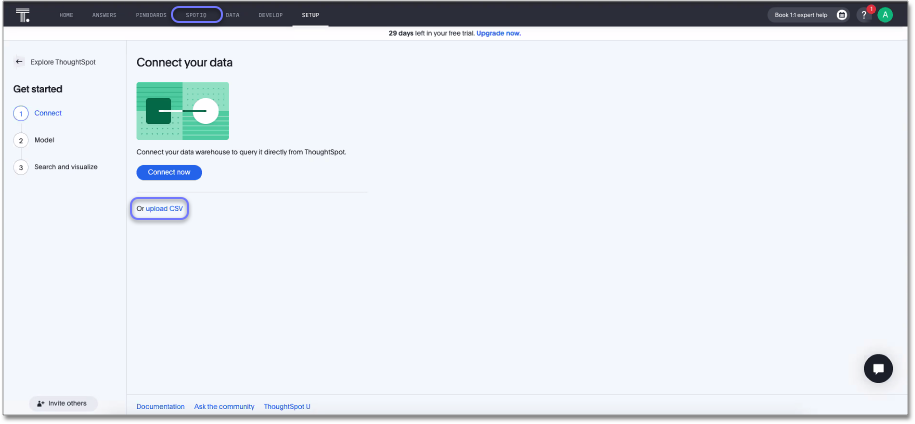 HOME ANSWERS PINBOARDS SPOTIQ DATA DEVELOP SETUP Book 1:1 expert help ? 1 A
29 days left in your free trial. Upgrade now.
Explore ThoughtSpot
Get started
1 Connect
2 Model
3 Search and visualize
Connect your data
Connect your data warehouse to query it directly from ThoughtSpot.
Connect now
Or upload CSV
Invite others
Documentation Ask the community ThoughtSpot U